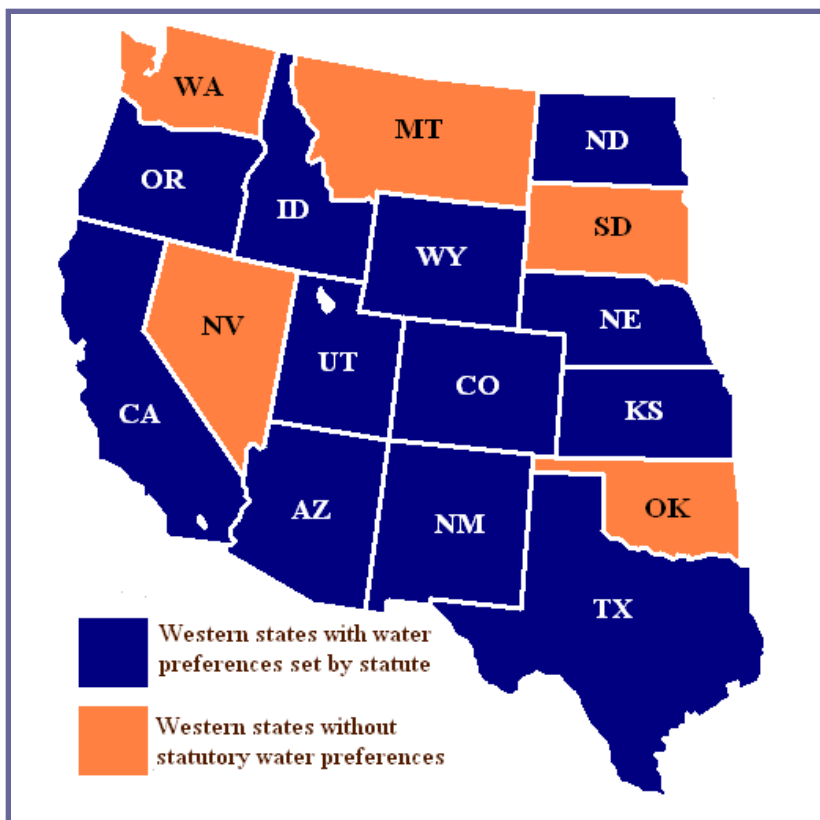 WA
MT
ND
OR
ID
SD
WY
NV
NE
UT
CO
CA
KS
AZ
NM
OK
TX
Western states with water
preferences set by statute
Western states without
statutory water preferences